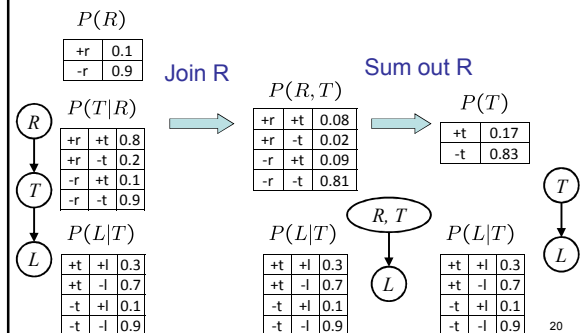 P(R)
+r 0.1
-r 0.9
Join R
Sum out R
P(T|R)
+r +t 0.8
+r -t 0.2
-r +t 0.1
-r -t 0.9
P(R, T)
+r +t 0.08
+r -t 0.02
-r +t 0.09
-r -t 0.81
P(T)
+t 0.17
-t 0.83
R
T
L
P(L|T)
+t +l 0.3
+t -l 0.7
-t +l 0.1
-t -l 0.9
P(L|T)
+t +l 0.3
+t -l 0.7
-t +l 0.1
-t -l 0.9
R, T
L
P(L|T)
+t +l 0.3
+t -l 0.7
-t +l 0.1
-t -l 0.9
T
L
20